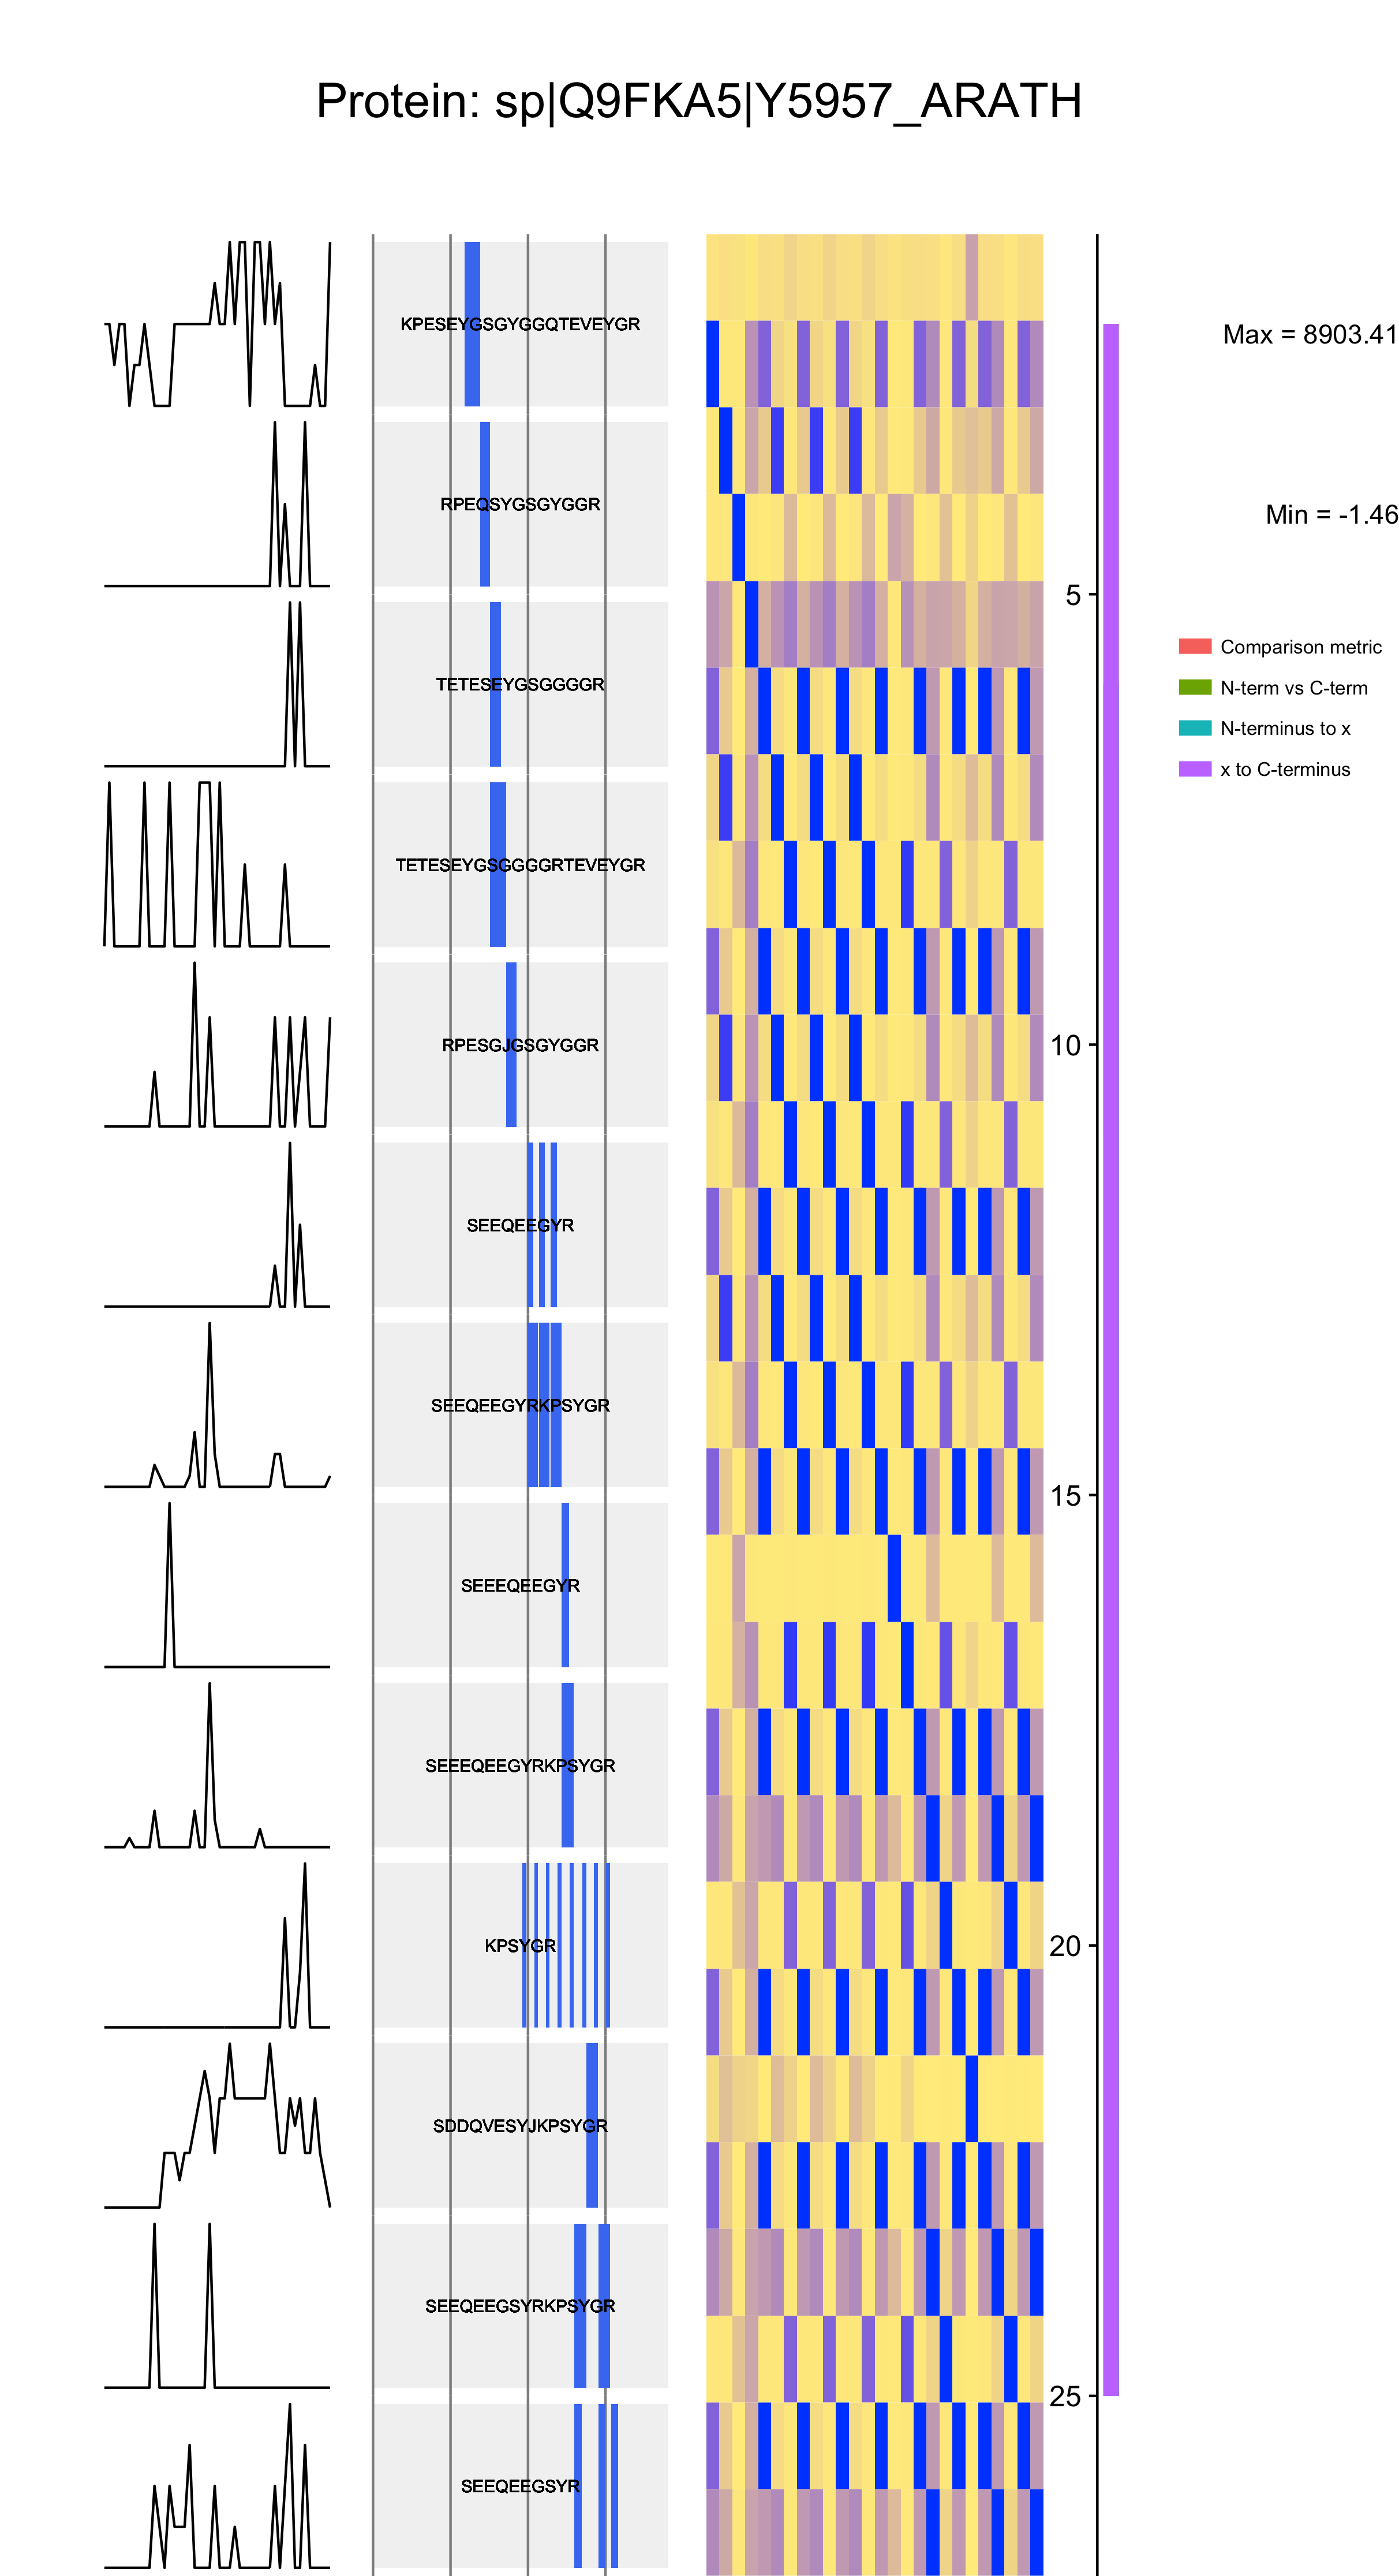 Protein: sp|Q9FKA5|Y5957_ARATH
KPESEYGSGYGGQTEVEYGR
Max = 8903.41
RPEQSYGSGYGGR
Min = -1.46
5
Comparison metric
TETESEYGSGGGGR
N-term vs C-term
N-terminus to x
x to C-terminus
TETESEYGSGGGGRTEVEYGR
RPESGJGSGYGGR
10
SEEQEEGYR
SEEQEEGYRKPSYGR
15
SEEEQEEGYR
SEEEQEEGYRKPSYGR
KPSYGR
20
SDDQVESYJKPSYGR
SEEQEEGSYRKPSYGR
25
SEEQEEGSYR